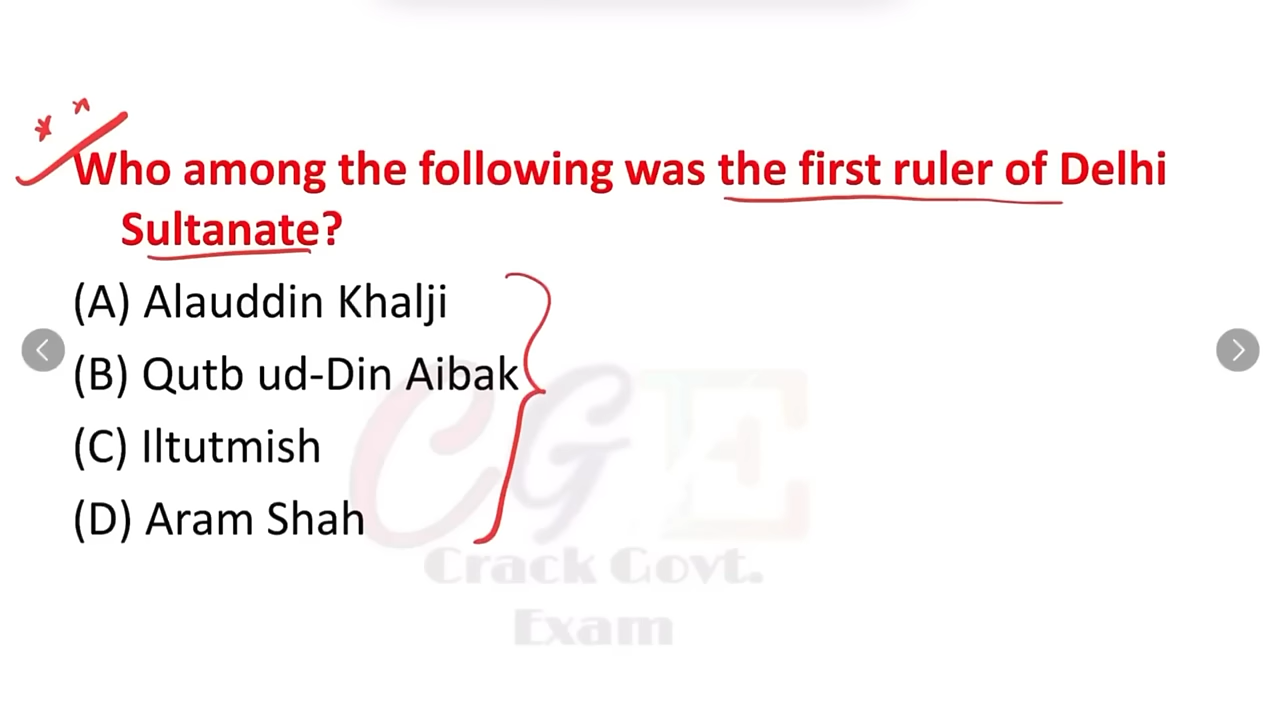 Who among the following was the first ruler of Delhi
Sultanate?
(A) Alauddin Khalji
(B) Qutb ud-Din Aibak
(C) Iltutmish
(D) Aram Shah
CGE
Crack Govt.
Exam